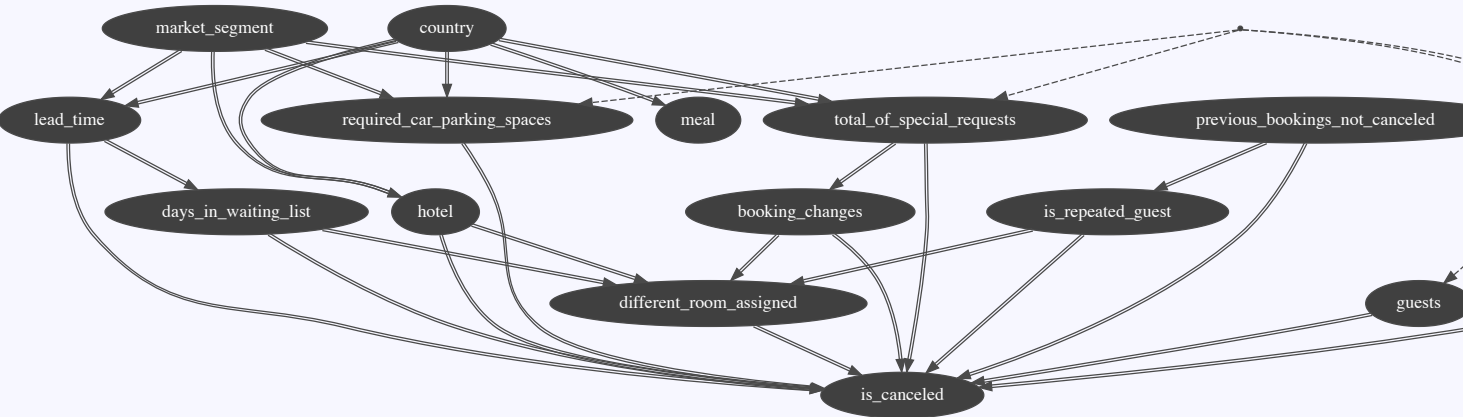 market_segment
country
lead_time
required_car_parking_spaces
meal
total_of_special_requests
previous_bookings_not_canceled
days_in_waiting_list
hotel
booking_changes
is_repeated_guest
different_room_assigned
guests
is_canceled